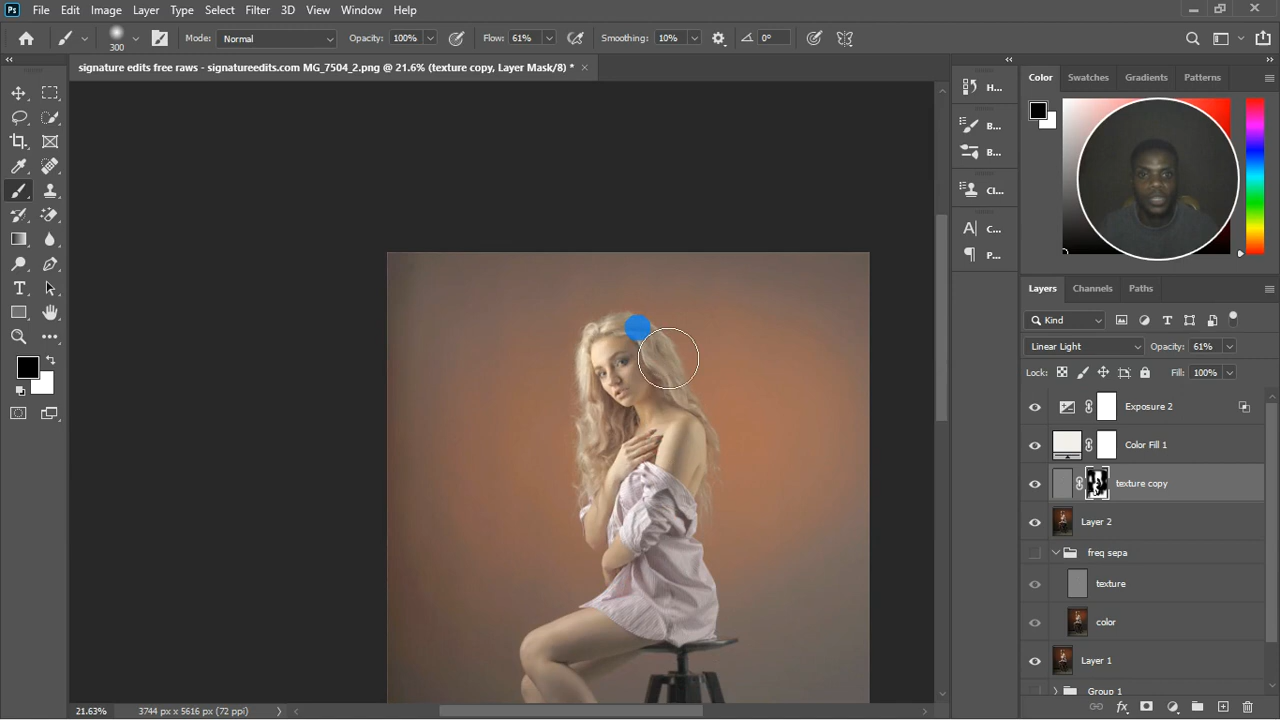 Ps File Edit Image Layer Type Select Filter 3D View Window Help
300 Mode: Normal Opacity: 100% Flow: 61% Smoothing: 10% 0°
signature edits free raws - signatureedits.com MG_7504_2.png @ 21.6% (texture copy, Layer Mask/8) *
H...
B...
B...
Cl...
A| C...
P...
Color Swatches Gradients Patterns
Layers Channels Paths
Kind
Linear Light Opacity: 61%
Lock: Fill: 100%
Exposure 2
Color Fill 1
texture copy
Layer 2
freq sepa
texture
color
Layer 1
Group 1
21.63% 3744 px x 5616 px (72 ppi)